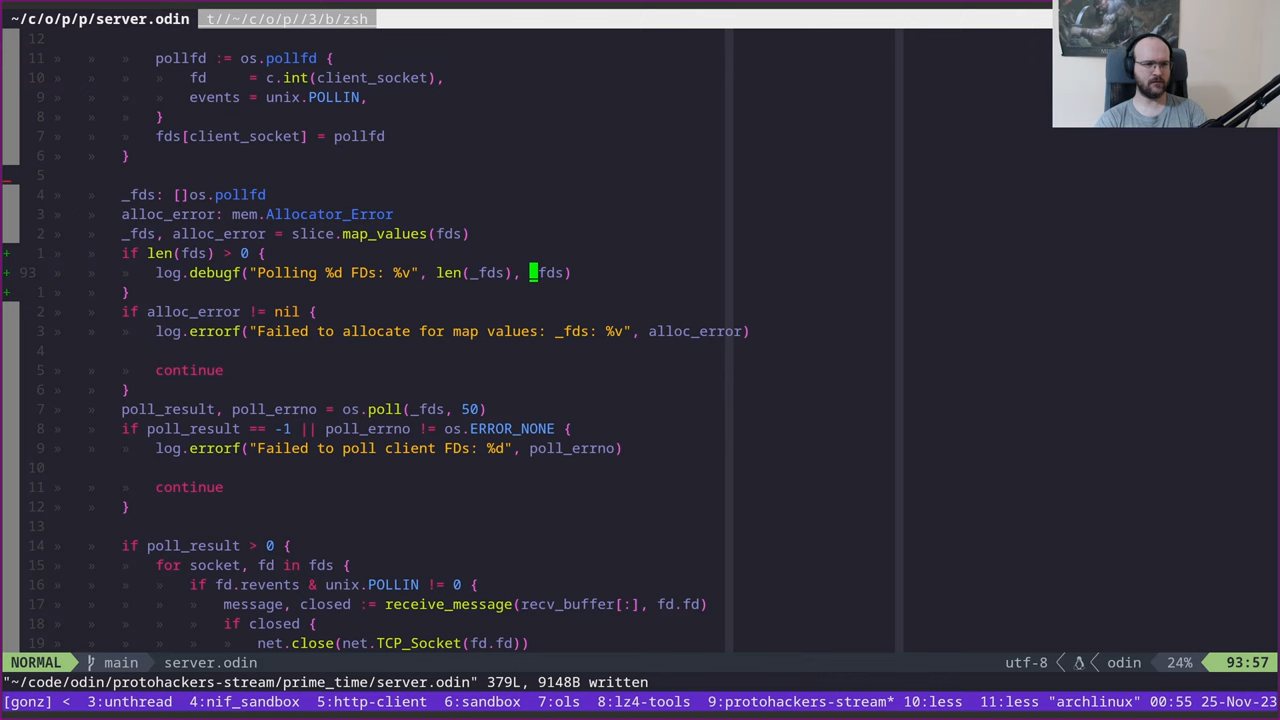 ~/c/o/p/p/server.odin t//~/c/o/p//3/b/zsh
12
11 » » » pollfd := os.pollfd {
10 » » » » fd     = c.int(client_socket),
9 » » » » events = unix.POLLIN,
8 » » » }
7 » » » fds[client_socket] = pollfd
6 » » }
5
4 » » _fds: []os.pollfd
3 » » alloc_error: mem.Allocator_Error
2 » » _fds, alloc_error = slice.map_values(fds)
+ 1 » » if len(fds) > 0 {
+ 93 » » » log.debugf("Polling %d FDs: %v", len(_fds), _fds)
+ 1 » » }
2 » » if alloc_error != nil {
3 » » » log.errorf("Failed to allocate for map values: _fds: %v", alloc_error)
4
5 » » » continue
6 » » }
7 » » poll_result, poll_errno = os.poll(_fds, 50)
8 » » if poll_result == -1 || poll_errno != os.ERROR_NONE {
9 » » » log.errorf("Failed to poll client FDs: %d", poll_errno)
10
11 » » » continue
12 » » }
13
14 » » if poll_result > 0 {
15 » » » for socket, fd in fds {
16 » » » » if fd.revents & unix.POLLIN != 0 {
17 » » » » » message, closed := receive_message(recv_buffer[:], fd.fd)
18 » » » » » if closed {
19 » » » » » » net.close(net.TCP_Socket(fd.fd))
NORMAL main server.odin utf-8 odin 24% 93:57
"~/code/odin/protohackers-stream/prime_time/server.odin" 379L, 9148B written
[gonz] < 3:unthread 4:nif_sandbox 5:http-client 6:sandbox 7:ols 8:lz4-tools 9:protohackers-stream* 10:less 11:less "archlinux" 00:55 25-Nov-23